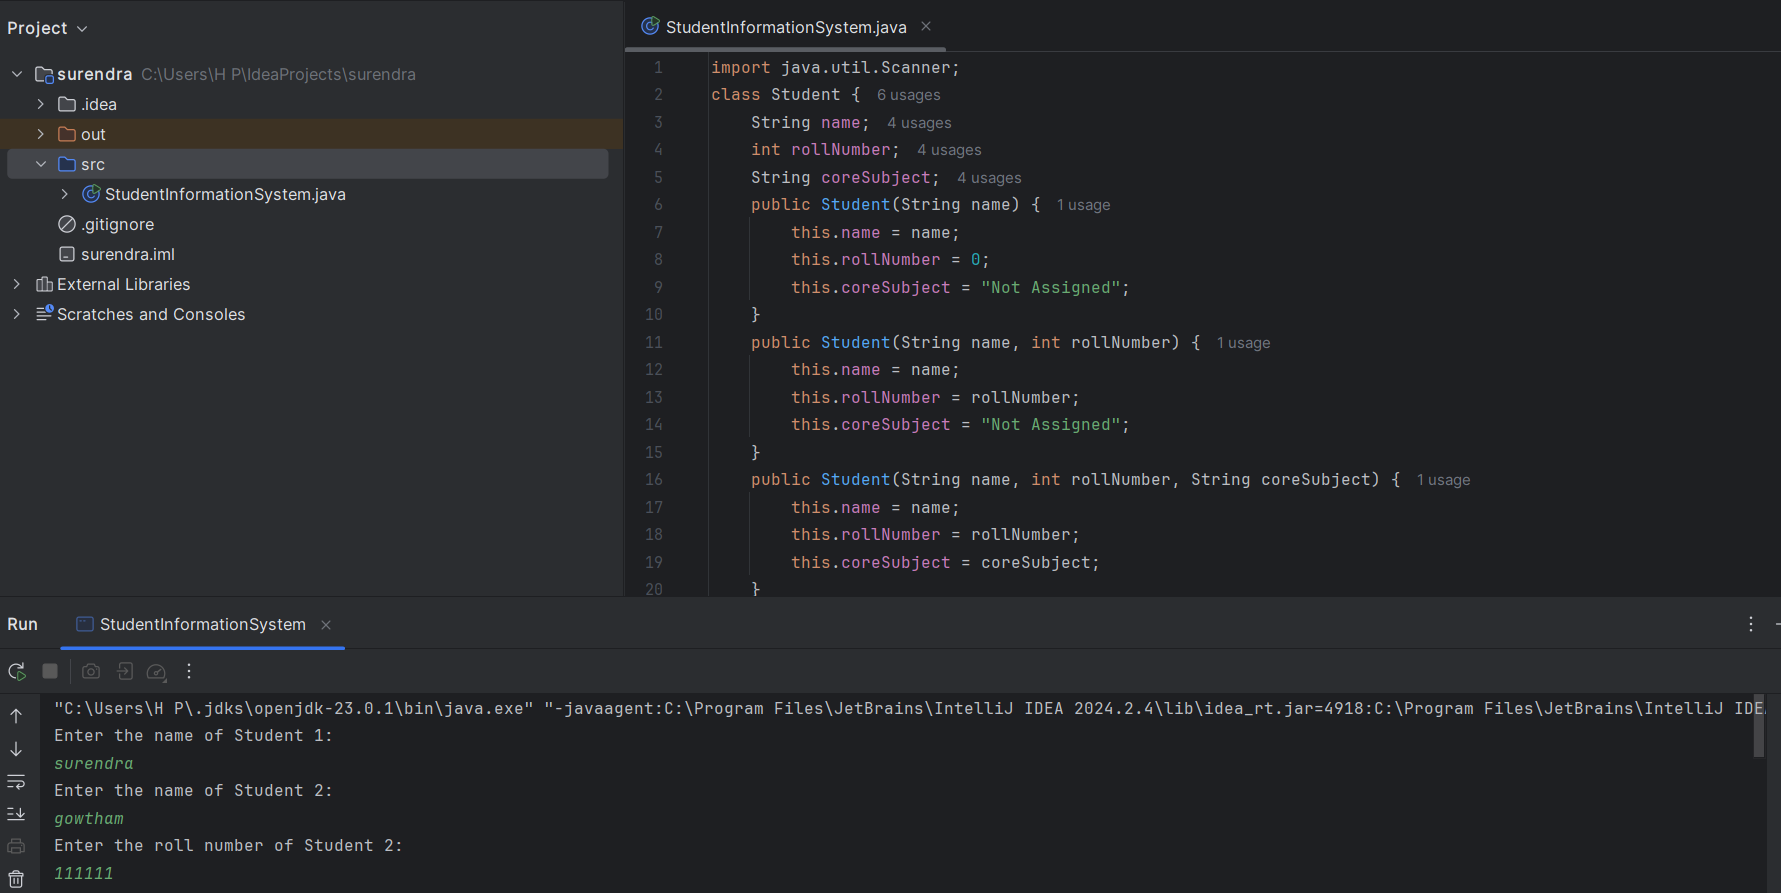 Project
surendra C:\Users\H P\IdeaProjects\surendra
.idea
out
src
StudentInformationSystem.java
.gitignore
surendra.iml
External Libraries
Scratches and Consoles
StudentInformationSystem.java
1 import java.util.Scanner;
2 class Student { 6 usages
3 String name; 4 usages
4 int rollNumber; 4 usages
5 String coreSubject; 4 usages
6 public Student(String name) { 1 usage
7 this.name = name;
8 this.rollNumber = 0;
9 this.coreSubject = "Not Assigned";
10 }
11 public Student(String name, int rollNumber) { 1 usage
12 this.name = name;
13 this.rollNumber = rollNumber;
14 this.coreSubject = "Not Assigned";
15 }
16 public Student(String name, int rollNumber, String coreSubject) { 1 usage
17 this.name = name;
18 this.rollNumber = rollNumber;
19 this.coreSubject = coreSubject;
20 }
Run StudentInformationSystem
"C:\Users\H P\.jdks\openjdk-23.0.1\bin\java.exe" "-javaagent:C:\Program Files\JetBrains\IntelliJ IDEA 2024.2.4\lib\idea_rt.jar=4918:C:\Program Files\JetBrains\IntelliJ IDEA
Enter the name of Student 1:
surendra
Enter the name of Student 2:
gowtham
Enter the roll number of Student 2:
111111